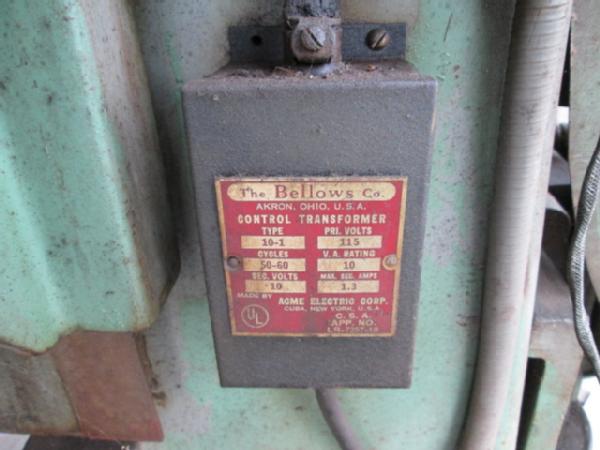 The Bellows Co.
AKRON, OHIO, U.S.A.
CONTROL TRANSFORMER
TYPE PRI. VOLTS
10-1 115
CYCLES V.A. RATING
50-60 10
SEC. VOLTS MAX. SEC. AMPS
10 1.3
MADE BY ACME ELECTRIC CORP.
CUBA, NEW YORK, U.S.A.
UL C.S.A.
APP. NO.